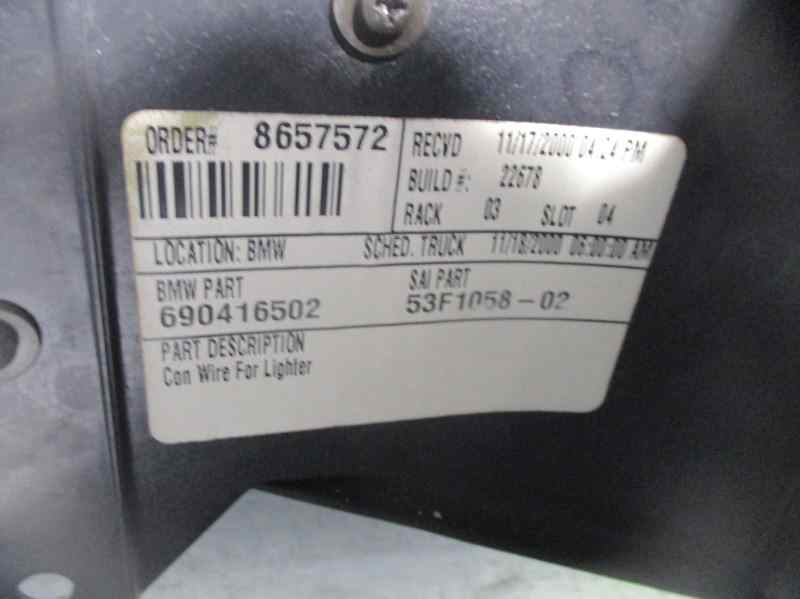 ORDER# 8657572
RECVD 11/17/2000 04:24 PM
BUILD #: 22678
RACK 03 SLOT 04
LOCATION: BMW SCHED. TRUCK 11/18/2000 06:00:00 AM
BMW PART
690416502
SAI PART
53F1058-02
PART DESCRIPTION
Con Wire For Lighter